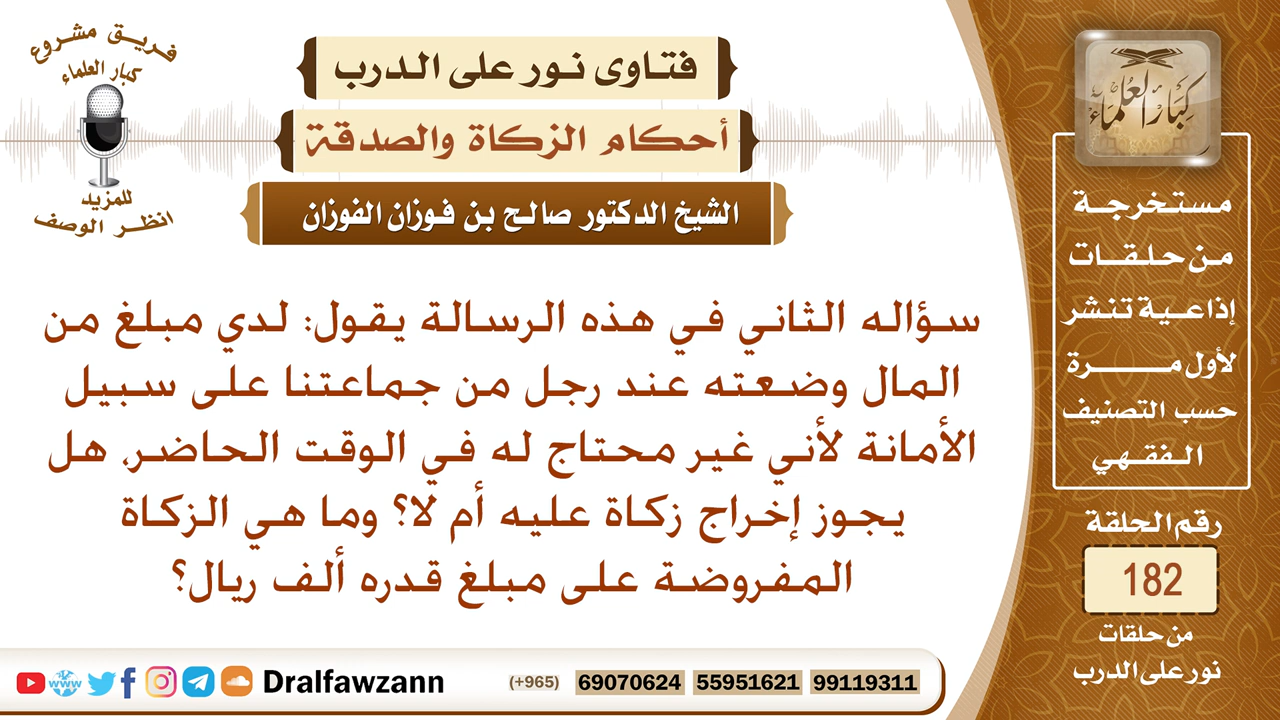 فريق مشروع
كبار العلماء
للمزيد
انظر الوصف
فتاوى نور على الدرب
أحكام الزكاة والصدقة
الشيخ الدكتور صالح بن فوزان الفوزان
سؤاله الثاني في هذه الرسالة يقول: لدي مبلغ من
المال وضعته عند رجل من جماعتنا على سبيل
الأمانة لأني غير محتاج له في الوقت الحاضر، هل
يجوز إخراج زكاة عليه أم لا؟ وما هي الزكاة
المفروضة على مبلغ قدره ألف ريال؟
كبار العلماء
مستخرجة
من حلقات
إذاعية تنشر
لأول مرة
حسب التصنيف
الفقهي
رقم الحلقة
182
من حلقات
نور على الدرب
www
Dralfawzann (+965) 69070624 55951621 99119311